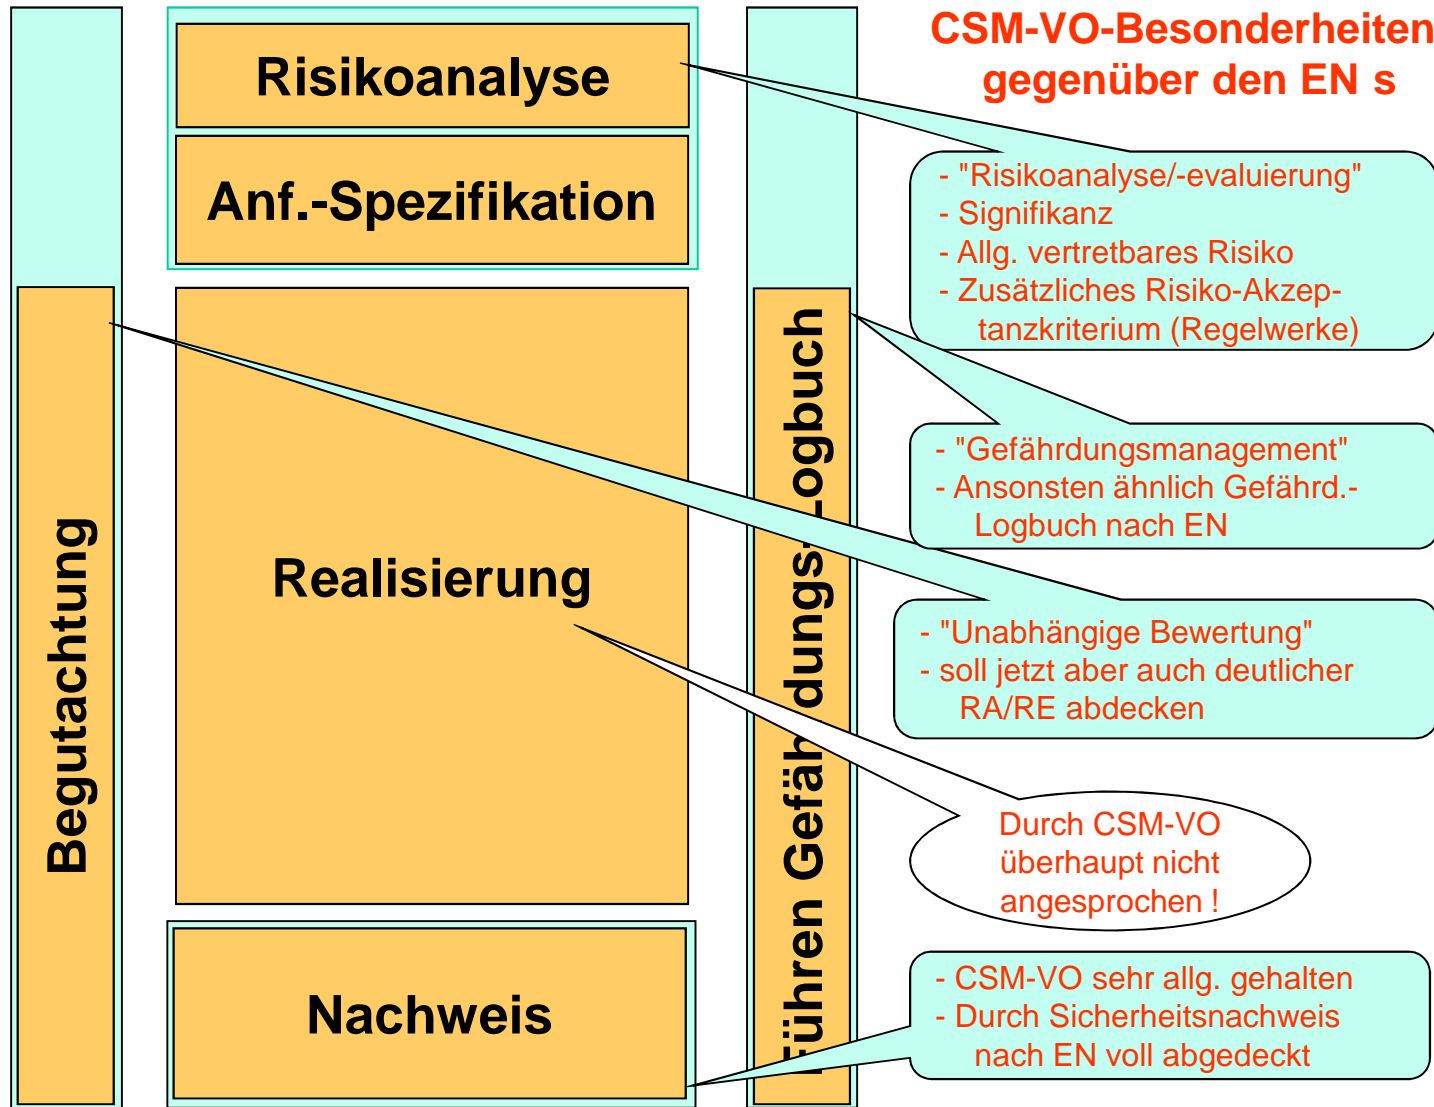 CSM-VO-Besonderheiten
gegenüber den EN s
Risikoanalyse
Anf.-Spezifikation
Realisierung
Nachweis
Begutachtung
Führen Gefährdungs-Logbuch
- "Risikoanalyse/-evaluierung"
- Signifikanz
- Allg. vertretbares Risiko
- Zusätzliches Risiko-Akzep-
tanzkriterium (Regelwerke)
- "Gefährdungsmanagement"
- Ansonsten ähnlich Gefährd.-
Logbuch nach EN
- "Unabhängige Bewertung"
- soll jetzt aber auch deutlicher
RA/RE abdecken
Durch CSM-VO
überhaupt nicht
angesprochen !
- CSM-VO sehr allg. gehalten
- Durch Sicherheitsnachweis
nach EN voll abgedeckt